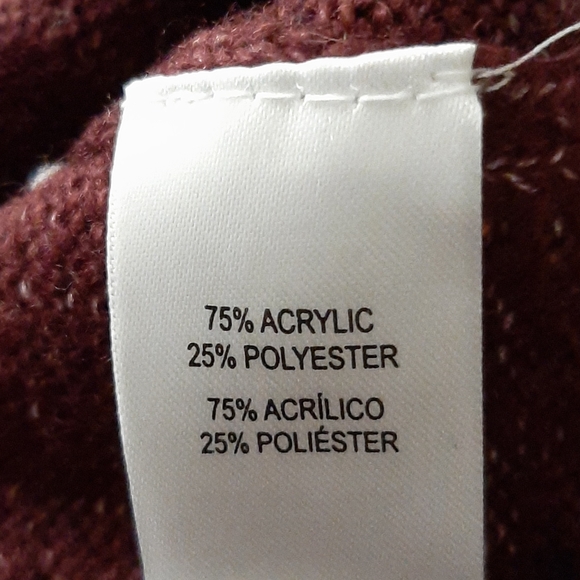 75% ACRYLIC
25% POLYESTER
75% ACRÍLICO
25% POLIÉSTER